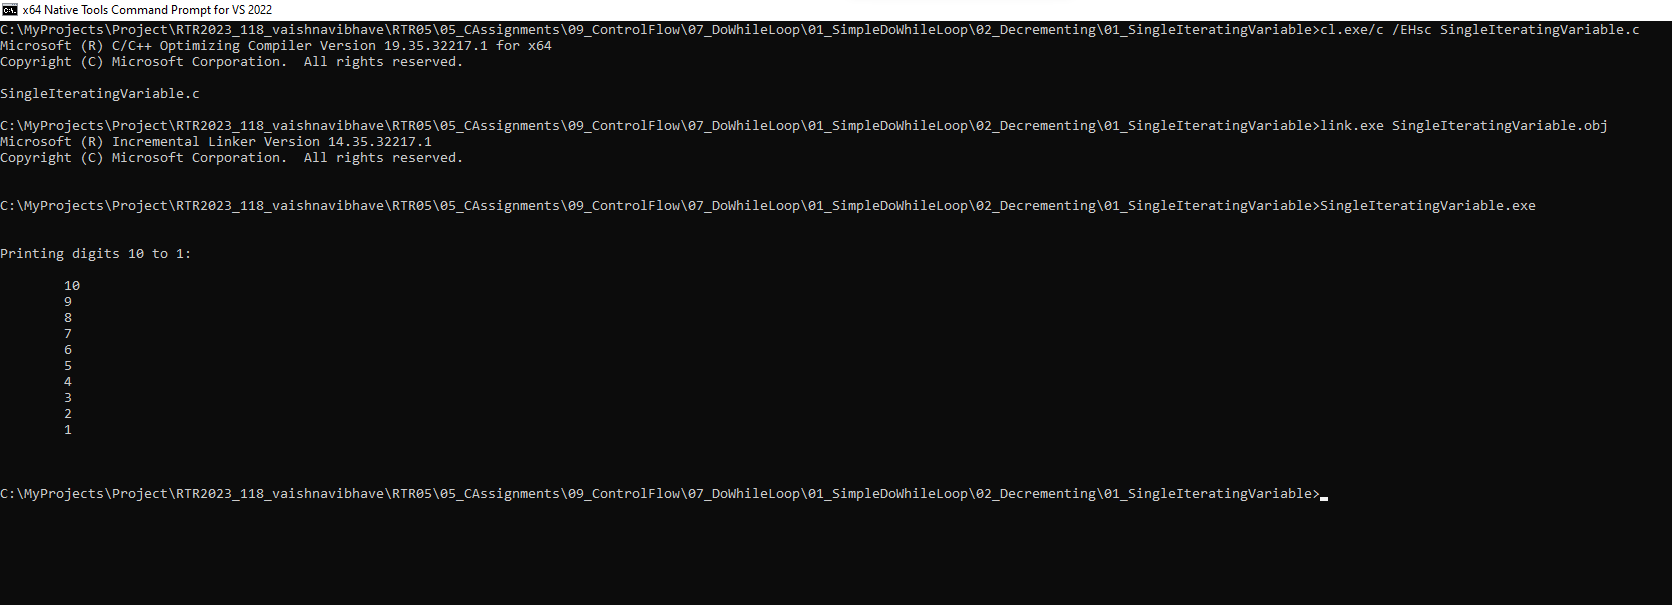 x64 Native Tools Command Prompt for VS 2022
C:\MyProjects\Project\RTR2023_118_vaishnavibhave\RTR05\05_CAssignments\09_ControlFlow\07_DoWhileLoop\01_SimpleDoWhileLoop\02_Decrementing\01_SingleIteratingVariable>cl.exe/c /EHsc SingleIteratingVariable.c
Microsoft (R) C/C++ Optimizing Compiler Version 19.35.32217.1 for x64
Copyright (C) Microsoft Corporation.  All rights reserved.
SingleIteratingVariable.c
C:\MyProjects\Project\RTR2023_118_vaishnavibhave\RTR05\05_CAssignments\09_ControlFlow\07_DoWhileLoop\01_SimpleDoWhileLoop\02_Decrementing\01_SingleIteratingVariable>link.exe SingleIteratingVariable.obj
Microsoft (R) Incremental Linker Version 14.35.32217.1
Copyright (C) Microsoft Corporation.  All rights reserved.
C:\MyProjects\Project\RTR2023_118_vaishnavibhave\RTR05\05_CAssignments\09_ControlFlow\07_DoWhileLoop\01_SimpleDoWhileLoop\02_Decrementing\01_SingleIteratingVariable>SingleIteratingVariable.exe
Printing digits 10 to 1:
10
9
8
7
6
5
4
3
2
1
C:\MyProjects\Project\RTR2023_118_vaishnavibhave\RTR05\05_CAssignments\09_ControlFlow\07_DoWhileLoop\01_SimpleDoWhileLoop\02_Decrementing\01_SingleIteratingVariable>